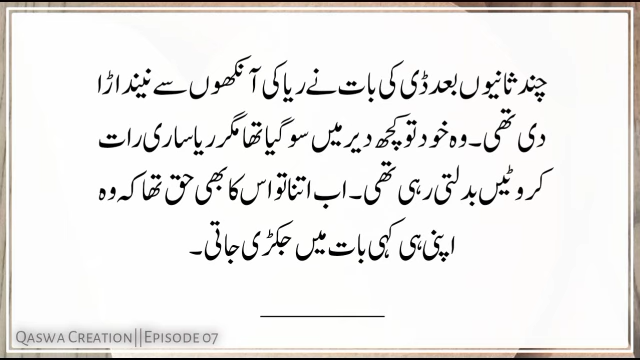 چند ثانیوں بعد ڈی کی بات نے ریا کی آنکھوں سے نیند اڑا
دی تھی۔ وہ خود تو کچھ دیر میں سو گیا تھا مگر ریا ساری رات
کروٹیں بدلتی رہی تھی۔ اب اتنا تو اس کا بھی حق تھا کہ وہ
اپنی ہی کہی بات میں جکڑی جاتی۔
Qaswa Creation||Episode 07